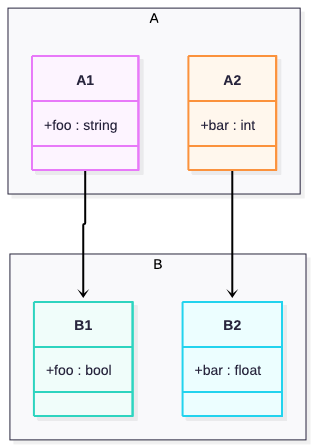 A
A1
+foo : string
A2
+bar : int
B
B1
+foo : bool
B2
+bar : float